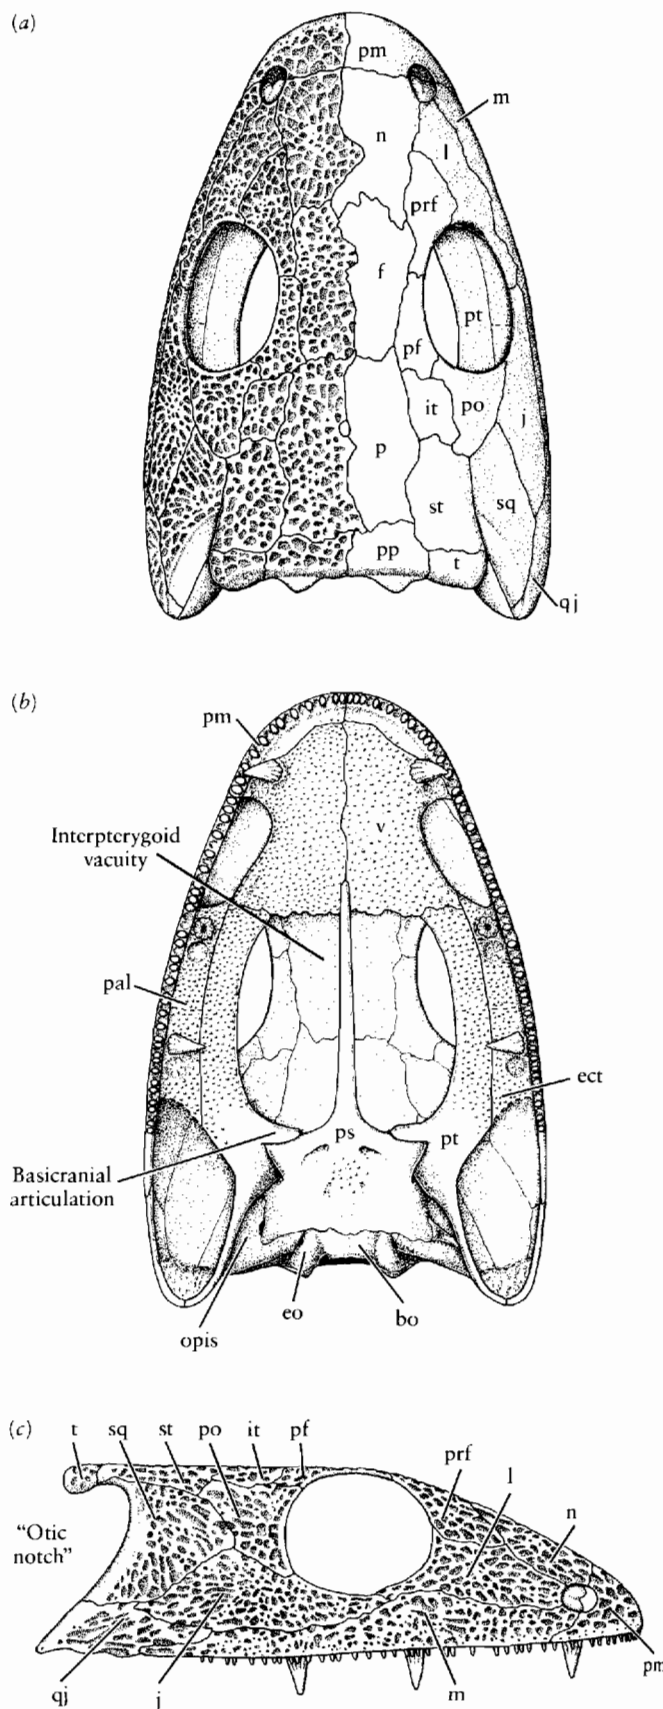 (a)
pm
m
n
l
prf
f
pt
pf
it
po
p
j
st
sq
pp
t
qj
(b)
pm
v
Interpterygoid
vacuity
pal
ect
ps
pt
Basicranial
articulation
eo
bo
opis
(c)
t sq st po it pf
prf
l
n
"Otic
notch"
qj j m pm